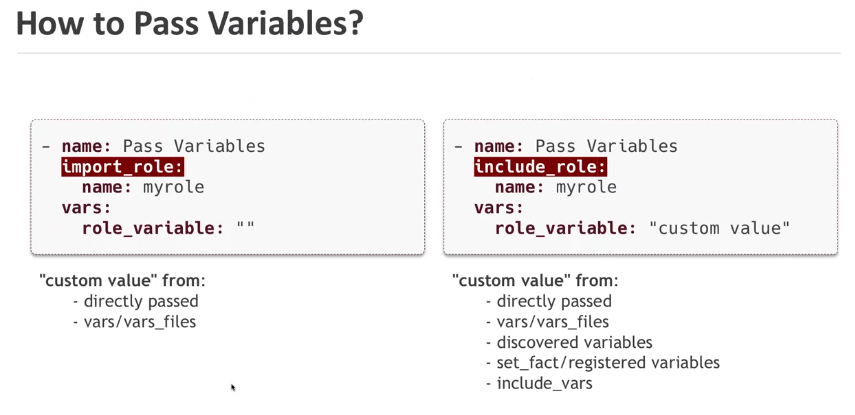 How to Pass Variables?
- name: Pass Variables
import_role:
name: myrole
vars:
role_variable: ""
"custom value" from:
- directly passed
- vars/vars_files
- name: Pass Variables
include_role:
name: myrole
vars:
role_variable: "custom value"
"custom value" from:
- directly passed
- vars/vars_files
- discovered variables
- set_fact/registered variables
- include_vars